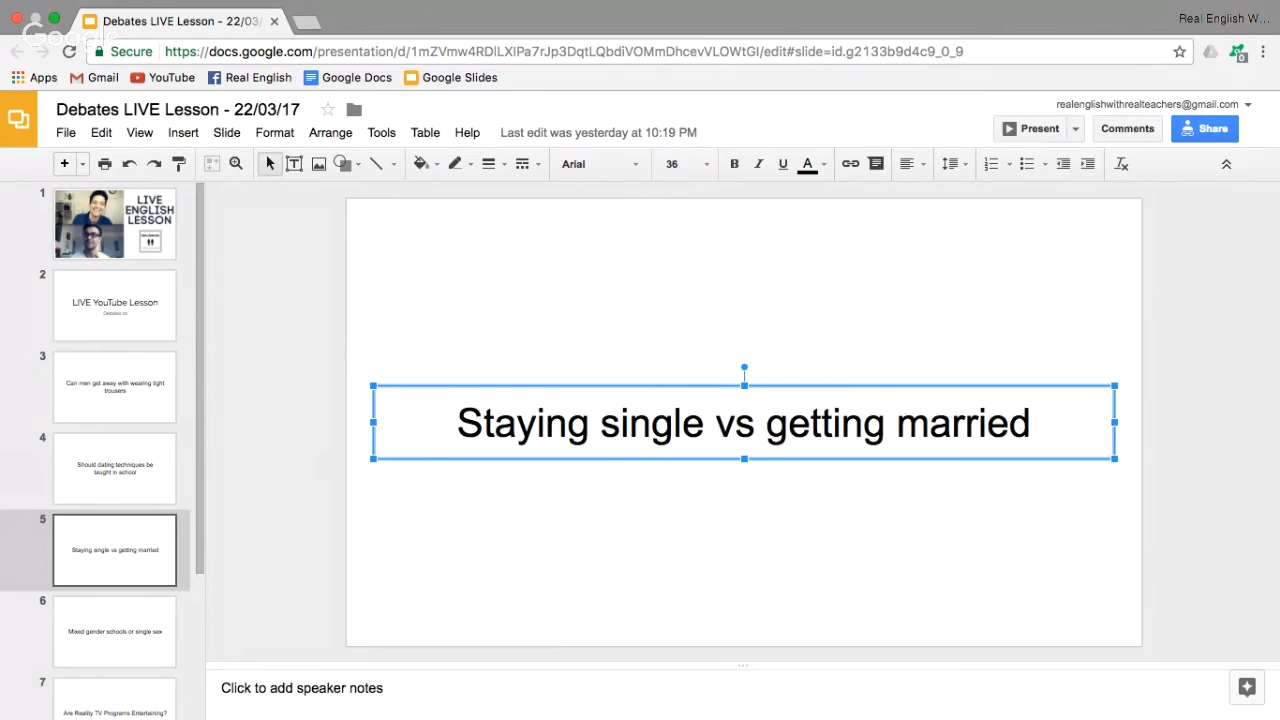 Debates LIVE Lesson - 22/03/
Real English W...
Google
Secure
https://docs.google.com/presentation/d/1mZVmw4RDlLXlPa7rJp3DqtLQbdiVOMmDhcevVLOWtGI/edit#slide=id.g2133b9d4c9_0_9
0
Apps Gmail YouTube Real English Google Docs Google Slides
Debates LIVE Lesson - 22/03/17
realenglishwithrealteachers@gmail.com
File Edit View Insert Slide Format Arrange Tools Table Help Last edit was yesterday at 10:19 PM
Present Comments Share
Arial 36 B I U A
1
LIVE
ENGLISH
LESSON
2
LIVE YouTube Lesson
3
Can men get away with wearing tight
trousers
4
Should dating techniques be
taught in school
5
Staying single vs getting married
6
Mixed gender schools or single sex
7
Are Reality TV Programs Entertaining?
Staying single vs getting married
Click to add speaker notes